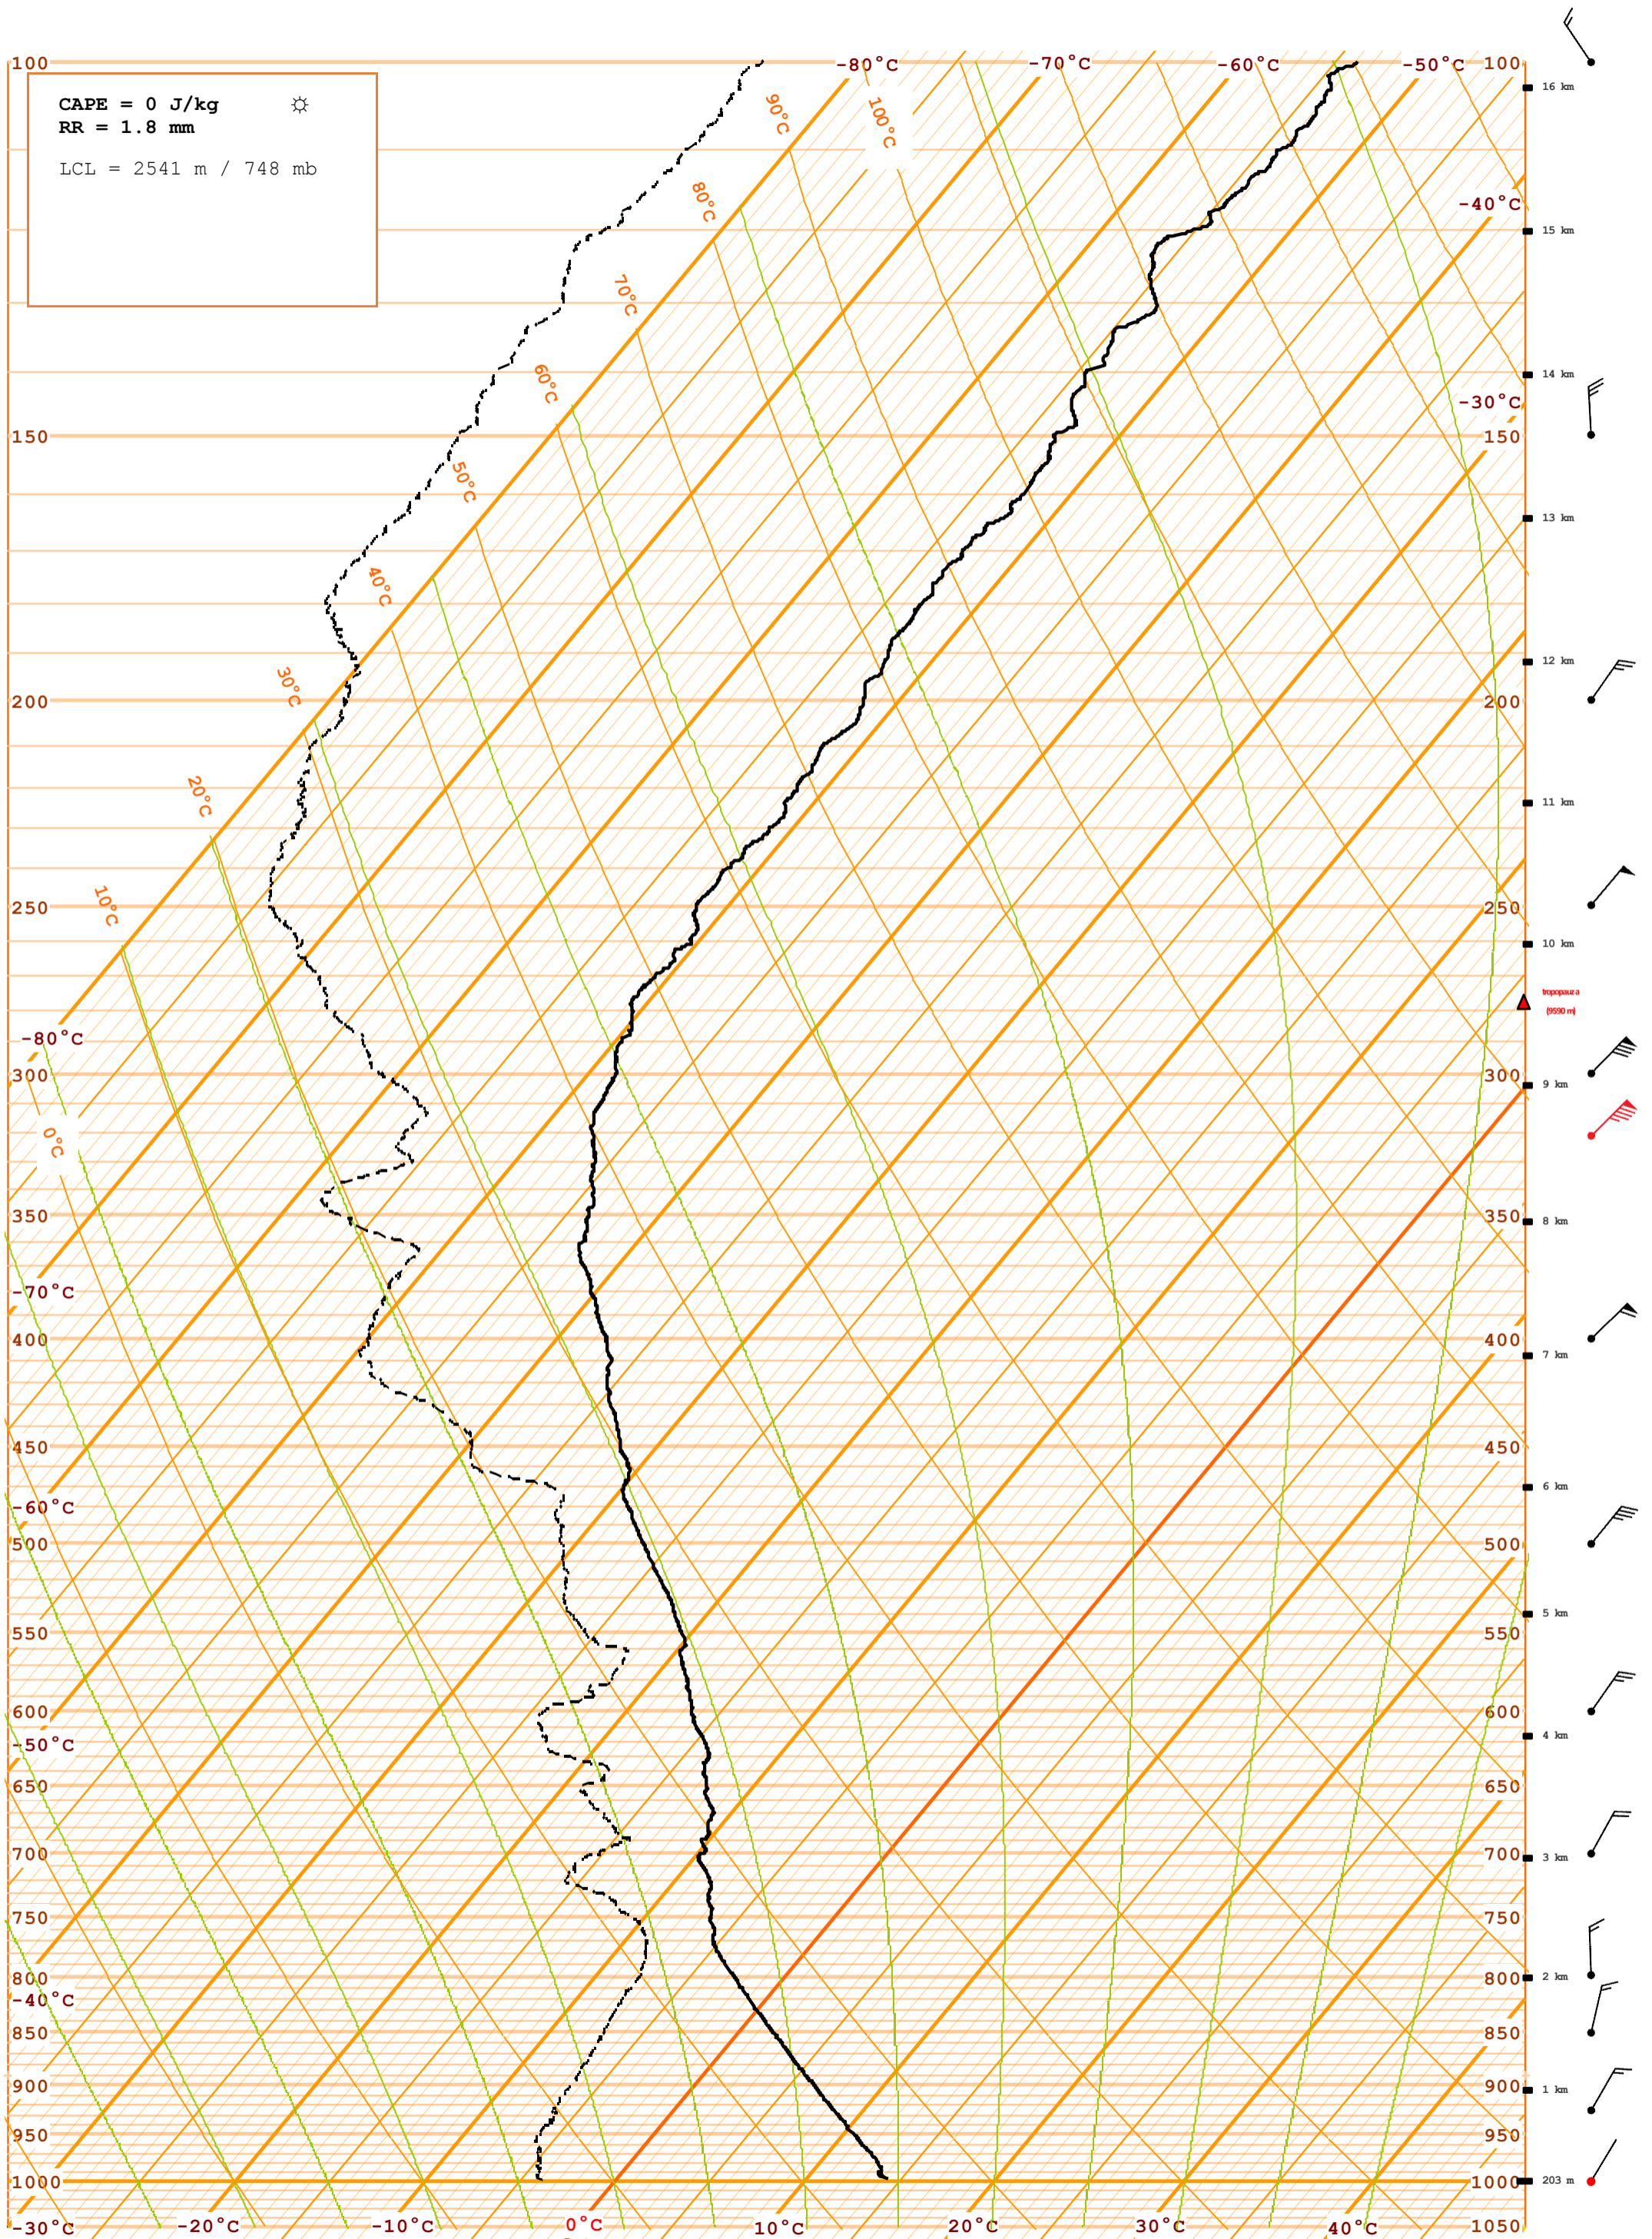 -80°C -70°C -60°C -50°C
100 100
16 km
CAPE = 0 J/kg ☼
RR = 1.8 mm
LCL = 2541 m / 748 mb
90°C 100°C
80°C
-40°C
15 km
70°C
14 km
60°C
-30°C
150 150
50°C
13 km
40°C
12 km
30°C
200 200
20°C
11 km
10°C
250 250
10 km
tropopauza
(9590 m)
-80°C
300 300
9 km
0°C
350 350
8 km
-70°C
400 400
7 km
450 450
6 km
-60°C
500 500
5 km
550 550
600 600
4 km
-50°C
650 650
700 700
3 km
750 750
800 800
2 km
-40°C
850 850
900 900
1 km
950 950
1000 1000
203 m
-30°C -20°C -10°C 0°C 10°C 20°C 30°C 40°C 1050